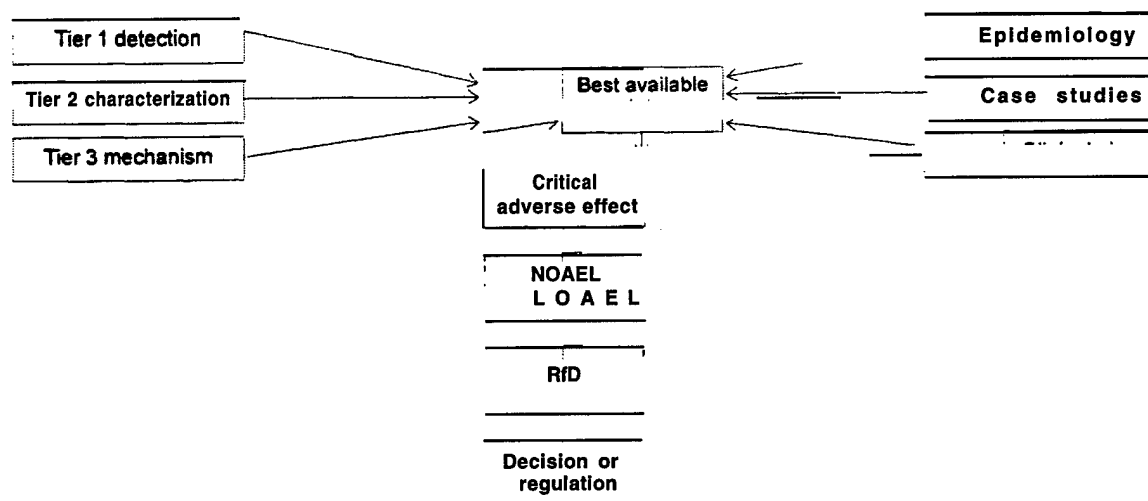 Tier 1 detection
Tier 2 characterization
Tier 3 mechanism
Best available
Epidemiology
Case studies
Critical
adverse effect
NOAEL
LOAEL
RfD
Decision or
regulation